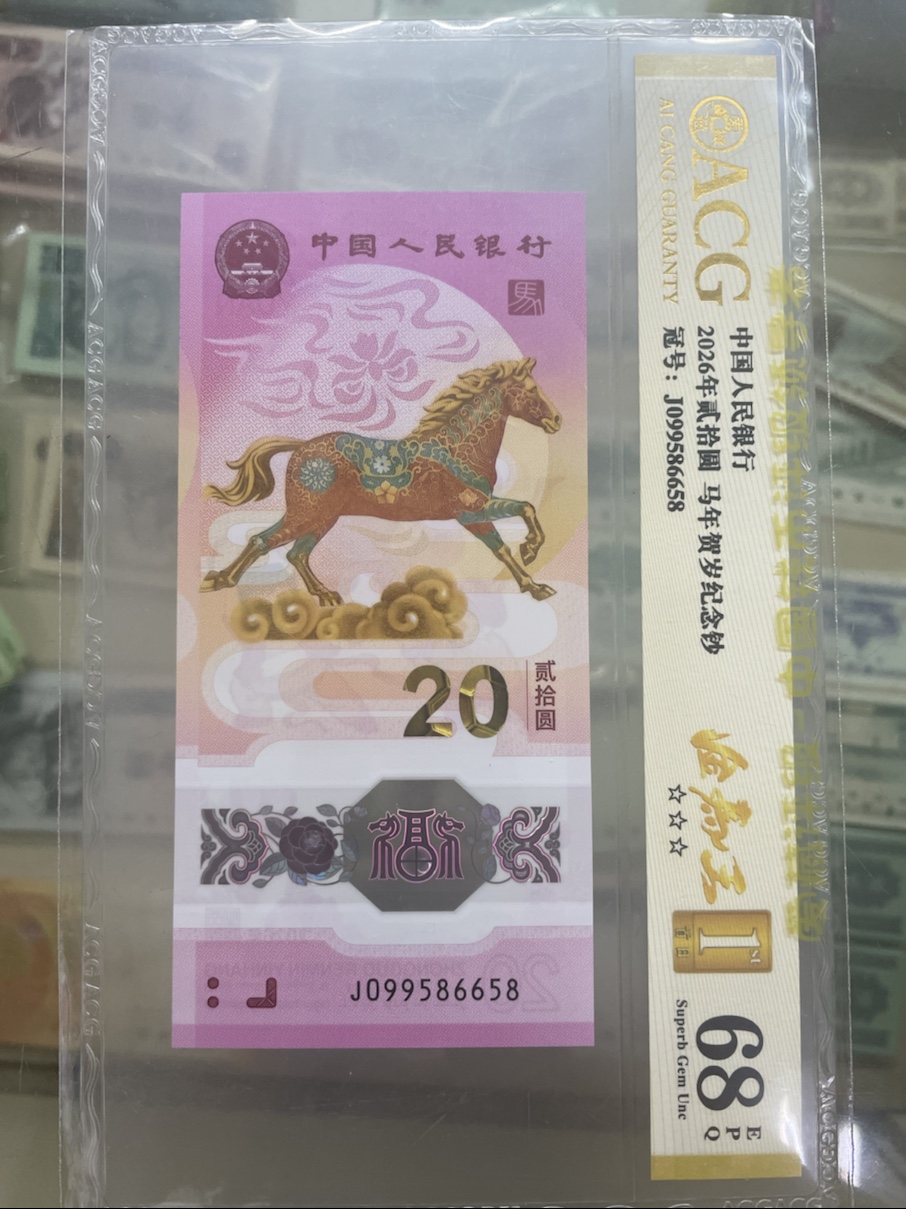 中国人民银行
馬
20
贰拾圆
J099586658
ACG
AI CANG GUARANTY
中国人民银行
2026年贰拾圆 马年贺岁纪念钞
冠号：J099586658
☆☆☆
1ST
68
E
P
Q
Superb Gem Unc